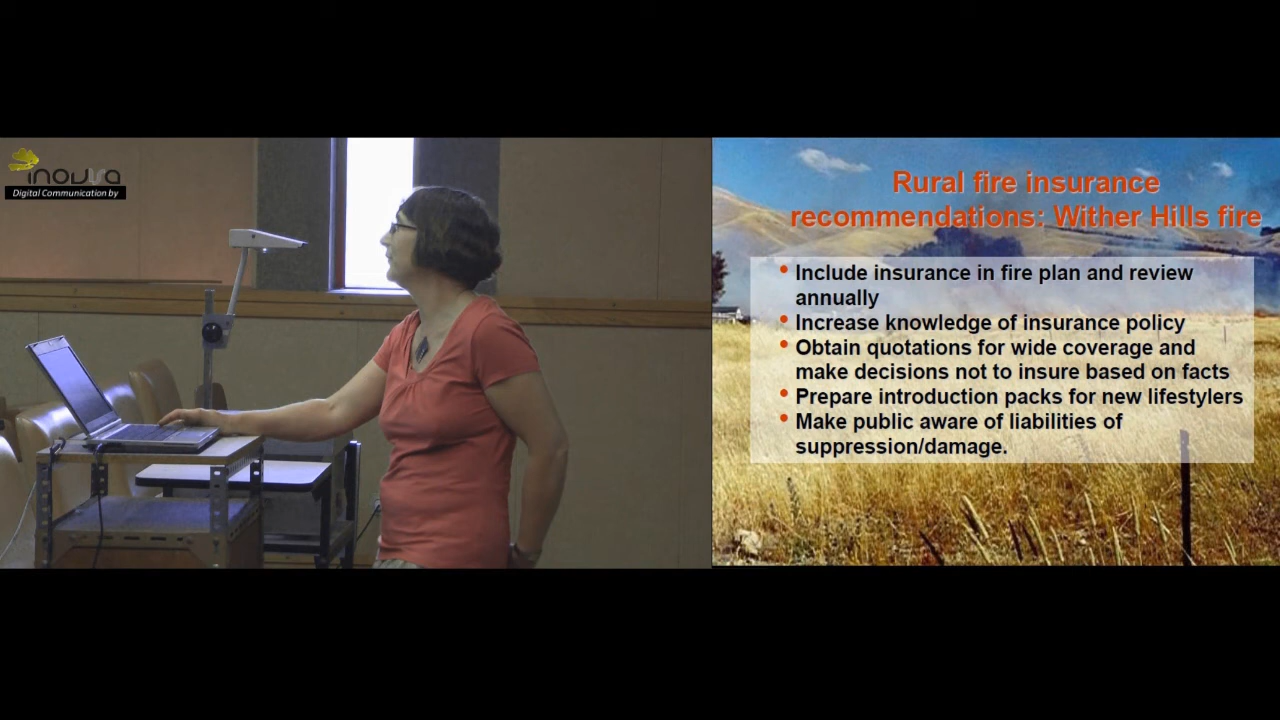 inovura
Digital Communication by
Rural fire insurance
recommendations: Wither Hills fire
• Include insurance in fire plan and review
annually
• Increase knowledge of insurance policy
• Obtain quotations for wide coverage and
make decisions not to insure based on facts
• Prepare introduction packs for new lifestylers
• Make public aware of liabilities of
suppression/damage.